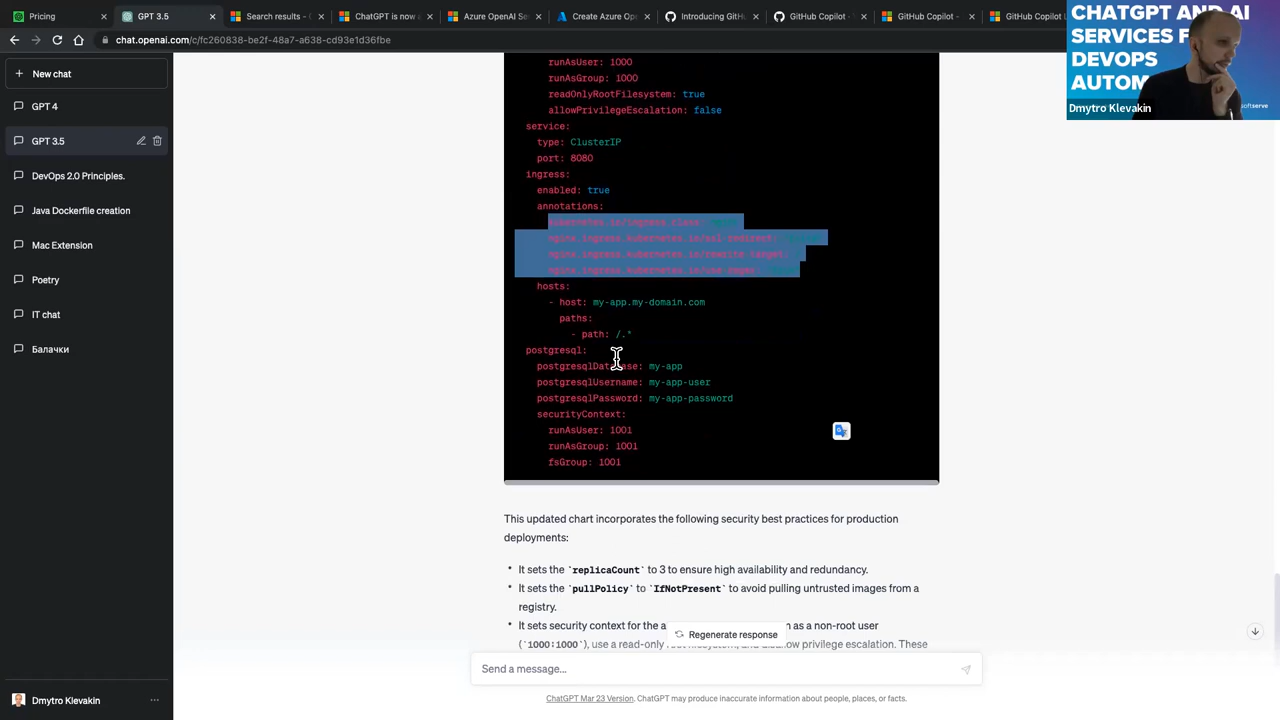 Pricing
GPT 3.5
Search results - 
ChatGPT is now a
Azure OpenAI Ser
Create Azure Op
Introducing GitHu
GitHub Copilot · 
GitHub Copilot - 
GitHub Copilot 
chat.openai.com/c/fc260838-be2f-48a7-a638-cd93e1d36fbe
CHATGPT AND AI
SERVICES F
DEVOPS
AUTOM
Dmytro Klevakin
softserve
New chat
GPT 4
GPT 3.5
DevOps 2.0 Principles.
Java Dockerfile creation
Mac Extension
Poetry
IT chat
Балачки
Dmytro Klevakin
runAsUser: 1000
runAsGroup: 1000
readOnlyRootFilesystem: true
allowPrivilegeEscalation: false
service:
type: ClusterIP
port: 8080
ingress:
enabled: true
annotations:
kubernetes.io/ingress.class:
nginx.ingress.kubernetes.io/ssl-redirect:
nginx.ingress.kubernetes.io/rewrite-target:
nginx.ingress.kubernetes.io/use-regex:
hosts:
- host: my-app.my-domain.com
paths:
- path: /.*
postgresql:
postgresqlDatabase: my-app
postgresqlUsername: my-app-user
postgresqlPassword: my-app-password
securityContext:
runAsUser: 1001
runAsGroup: 1001
fsGroup: 1001
This updated chart incorporates the following security best practices for production
deployments:
• It sets the `replicaCount` to 3 to ensure high availability and redundancy.
• It sets the `pullPolicy` to `IfNotPresent` to avoid pulling untrusted images from a
registry.
• It sets security context for the a n as a non-root user
(`1000:1000`), use a read-only root filesystem, and disallow privilege escalation. These
Regenerate response
Send a message...
ChatGPT Mar 23 Version. ChatGPT may produce inaccurate information about people, places, or facts.